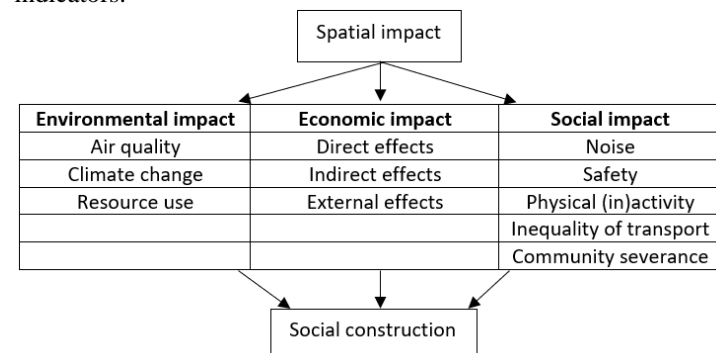 indicators.
Spatial impact
Environmental impact Economic impact Social impact
Air quality Direct effects Noise
Climate change Indirect effects Safety
Resource use External effects Physical (in)activity
Inequality of transport
Community severance
Social construction